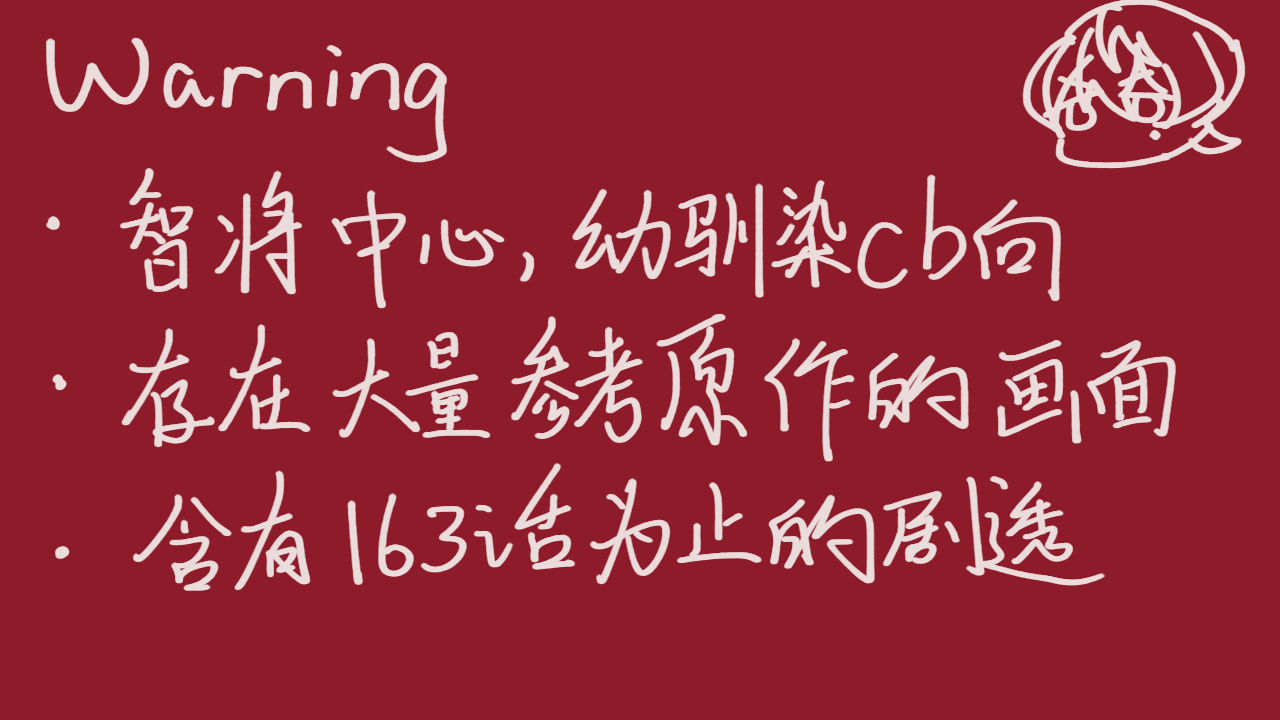 Warning
· 智将中心,幼驯染cb向
· 存在大量参考原作的画面
· 含有163话为止的剧透